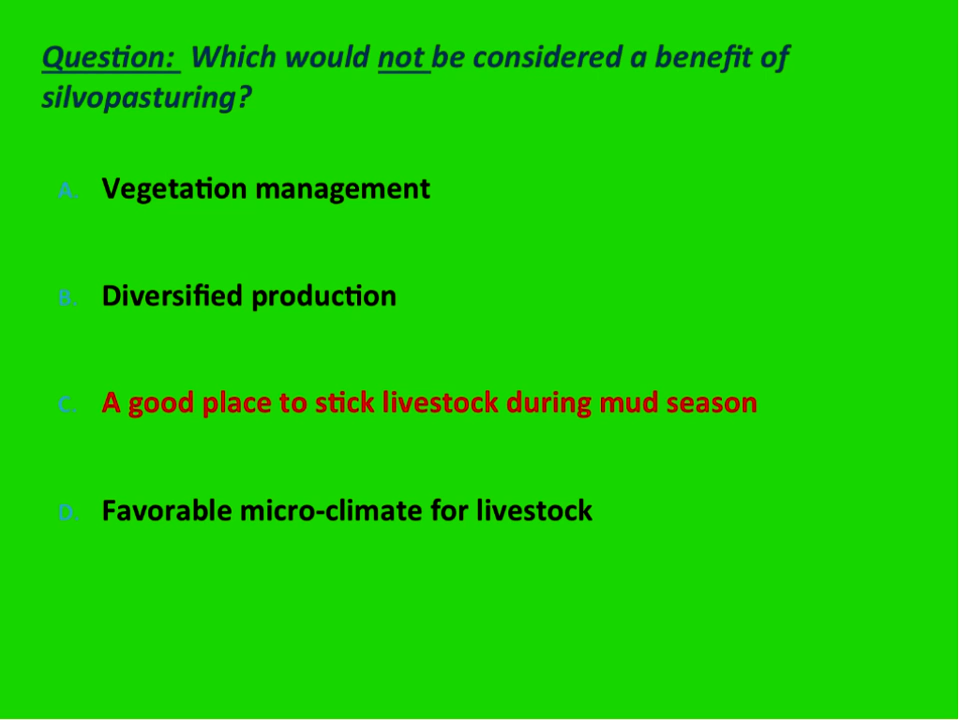 Question: Which would not be considered a benefit of
silvopasturing?
A. Vegetation management
B. Diversified production
C. A good place to stick livestock during mud season
D. Favorable micro-climate for livestock